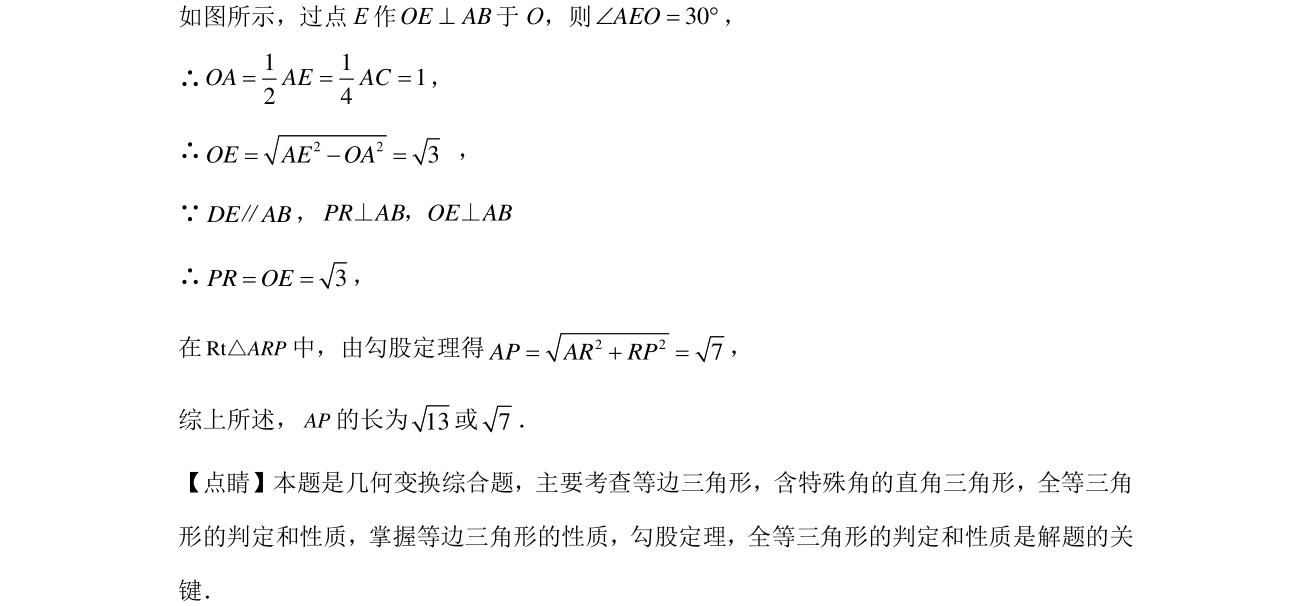 如图所示，过点 E 作 OE ⊥ AB 于 O，则∠AEO = 30°，
∴ OA = 1/2 AE = 1/4 AC = 1，
∴ OE = √(AE² − OA²) = √3 ，
∵ DE∥AB，PR⊥AB，OE⊥AB
∴ PR = OE = √3，
在 Rt△ARP 中，由勾股定理得 AP = √(AR² + RP²) = √7，
综上所述，AP 的长为√13 或√7．
【点睛】本题是几何变换综合题，主要考查等边三角形，含特殊角的直角三角形，全等三角
形的判定和性质，掌握等边三角形的性质，勾股定理，全等三角形的判定和性质是解题的关
键．